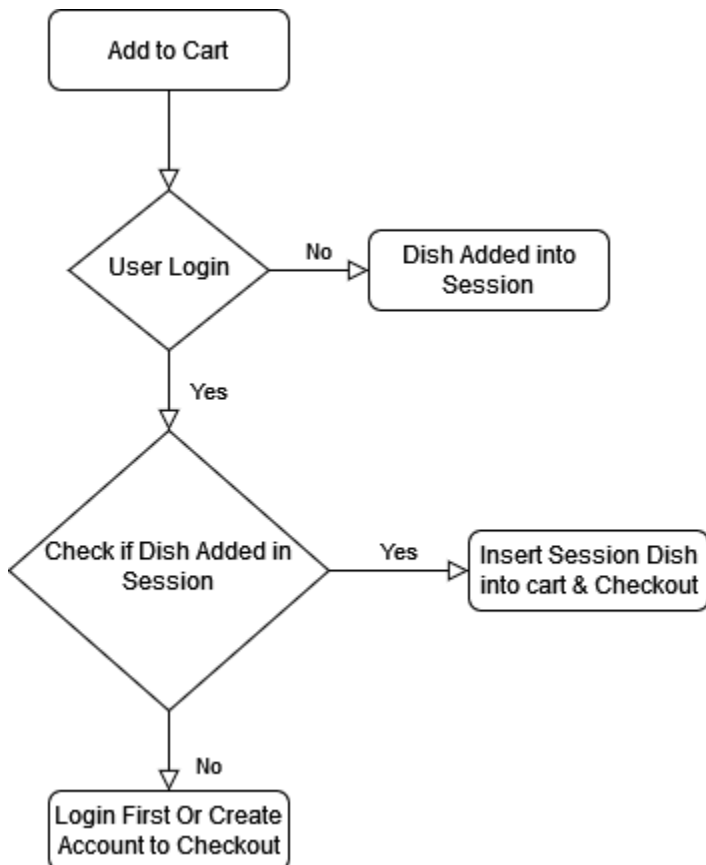 Add to Cart
User Login
No
Dish Added into
Session
Yes
Check if Dish Added in
Session
Yes
Insert Session Dish
into cart & Checkout
No
Login First Or Create
Account to Checkout